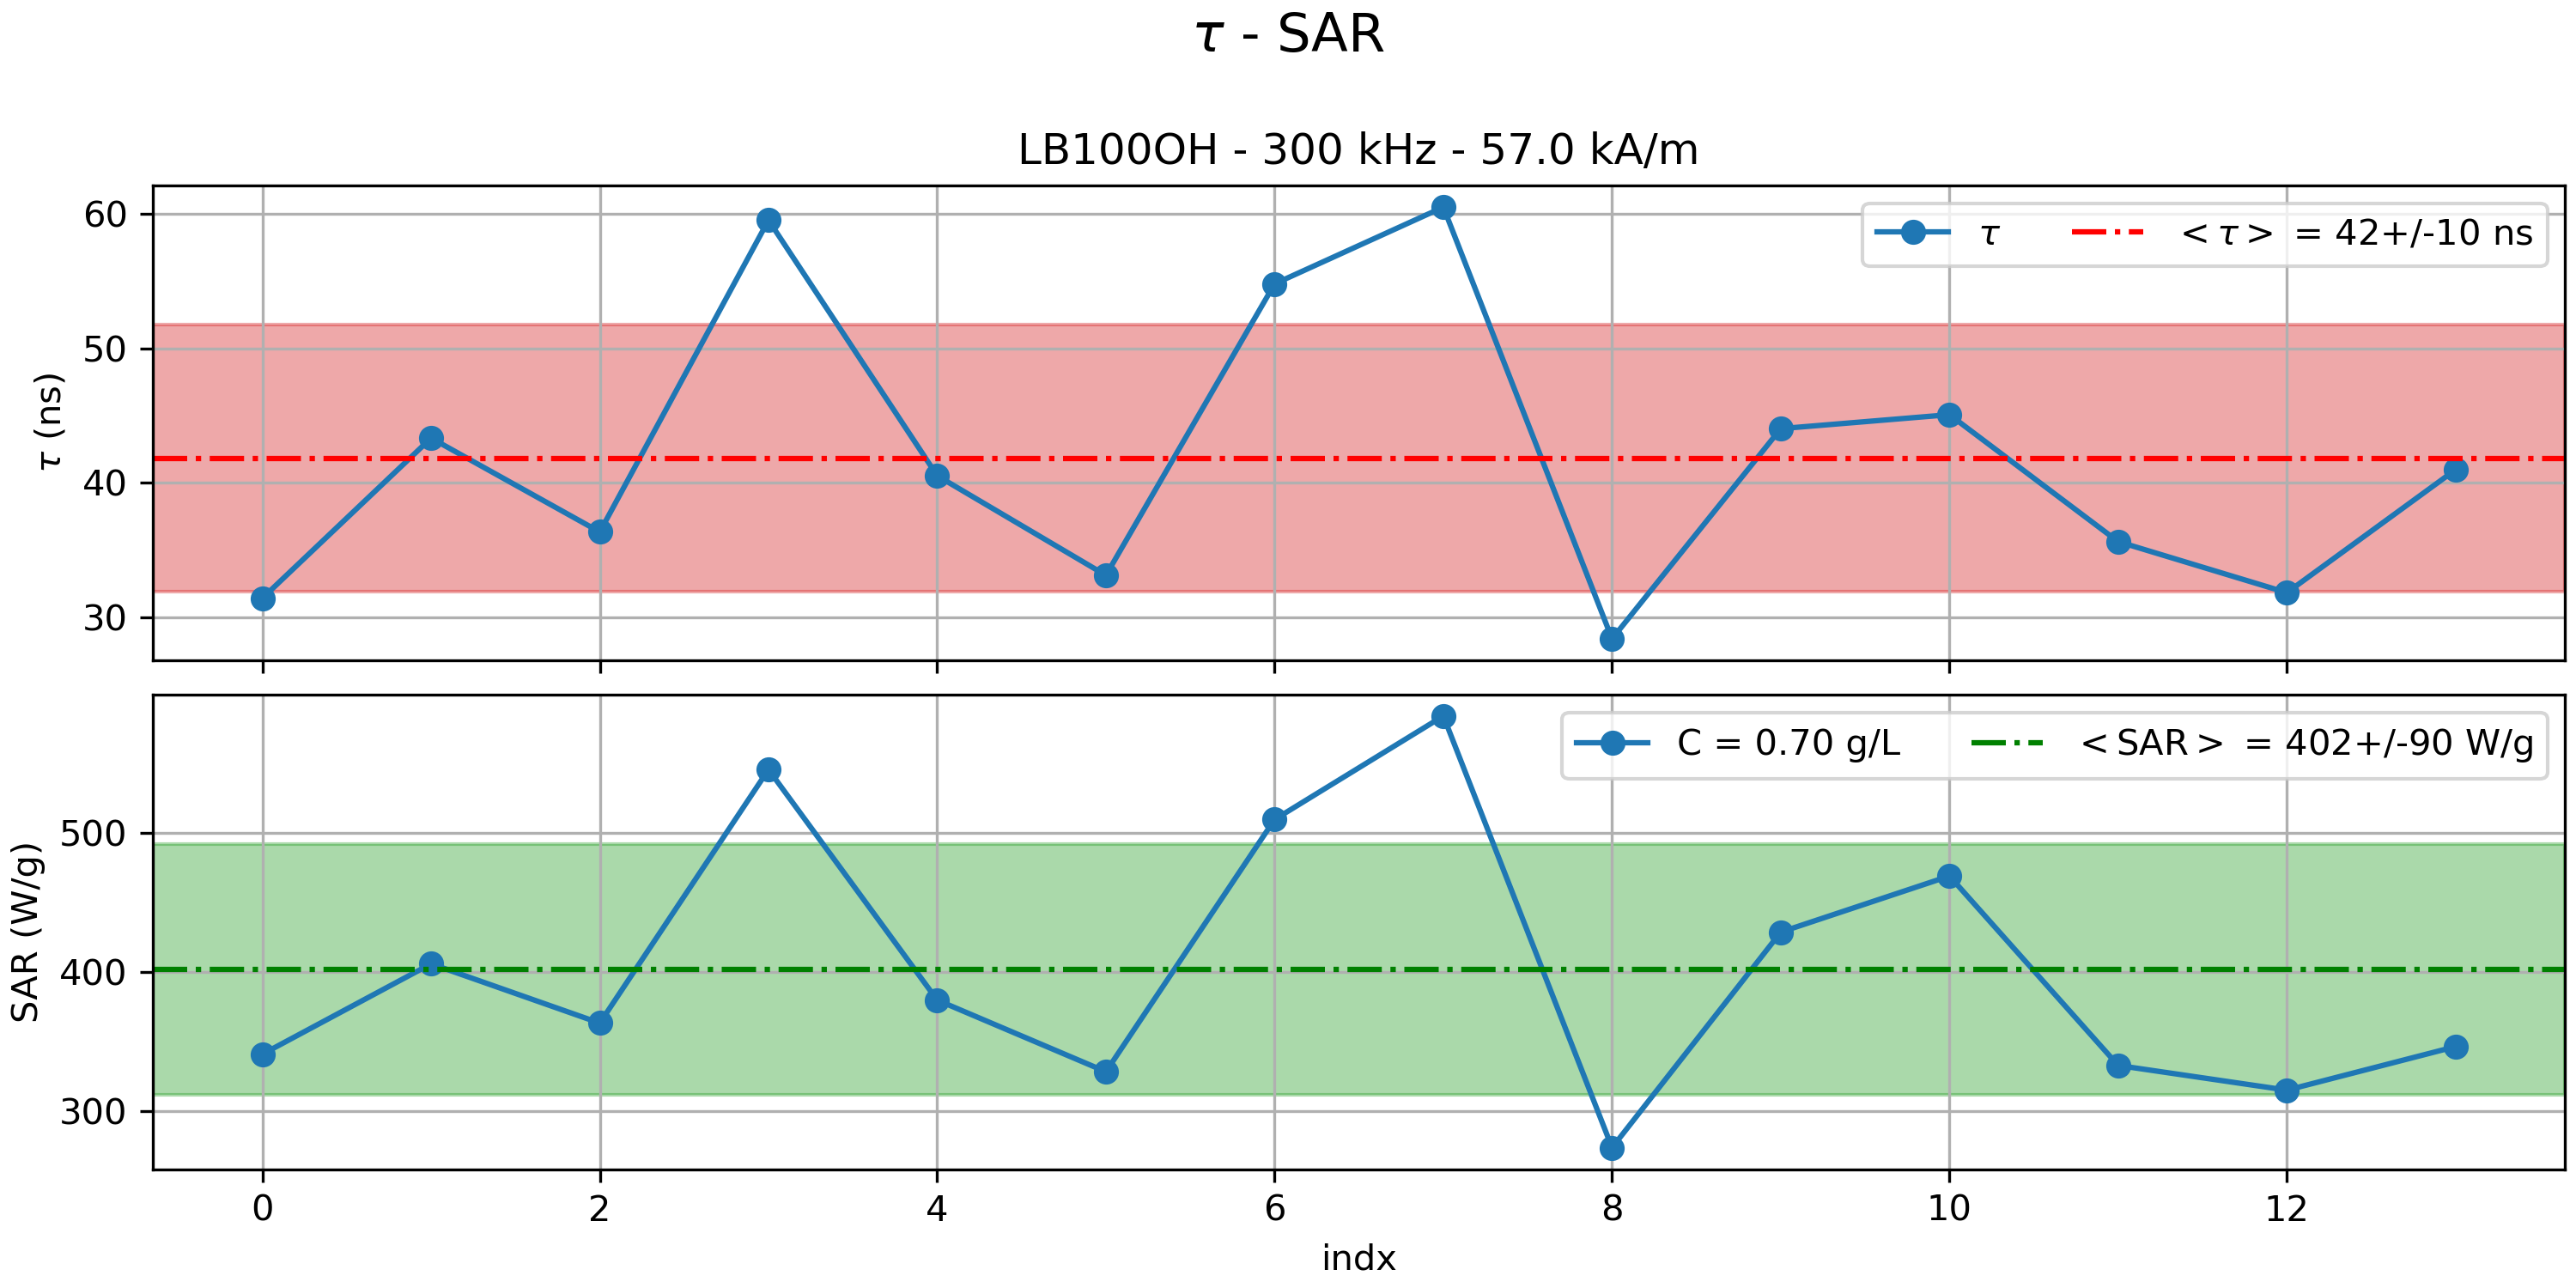 τ - SAR
LB100OH - 300 kHz - 57.0 kA/m
τ (ns)
60
50
40
30
τ
<τ> = 42+/-10 ns
SAR (W/g)
500
400
300
C = 0.70 g/L
<SAR> = 402+/-90 W/g
0 2 4 6 8 10 12
indx